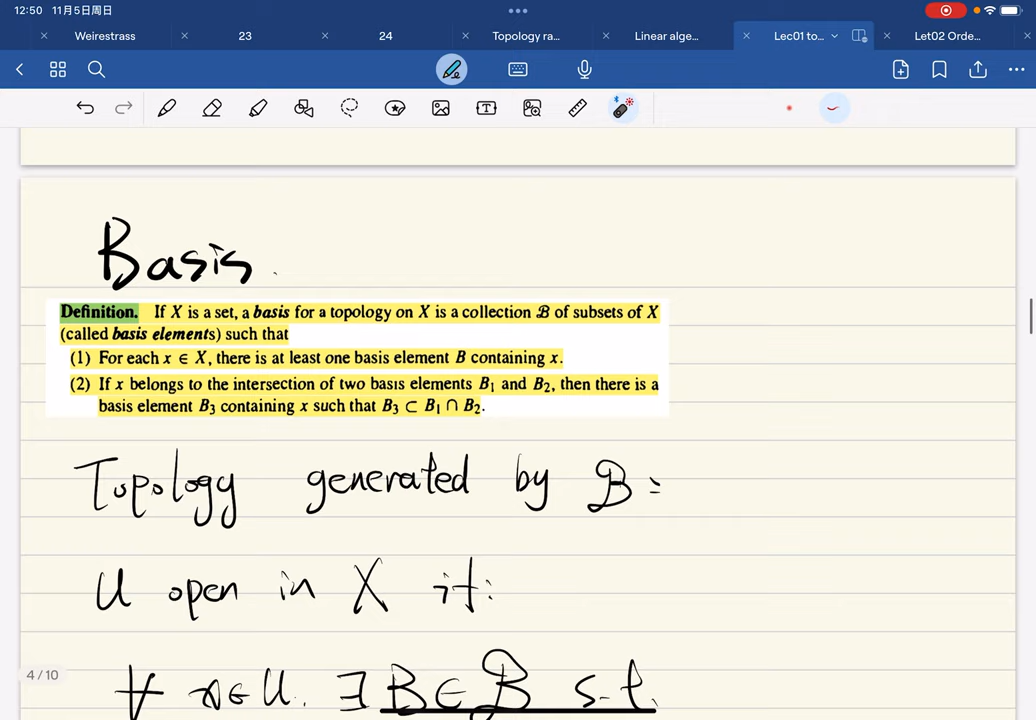 12:50 11月5日周日
Weirestrass 23 24 Topology ra... Linear alge... Lec01 to... Let02 Orde...
Basis.
Definition. If X is a set, a basis for a topology on X is a collection ℬ of subsets of X
(called basis elements) such that
(1) For each x ∈ X, there is at least one basis element B containing x.
(2) If x belongs to the intersection of two basis elements B₁ and B₂, then there is a
basis element B₃ containing x such that B₃ ⊂ B₁ ∩ B₂.
Topology generated by ℬ:
U open in X if:
4 / 10
∀ x∈U. ∃ B∈ℬ s.t.